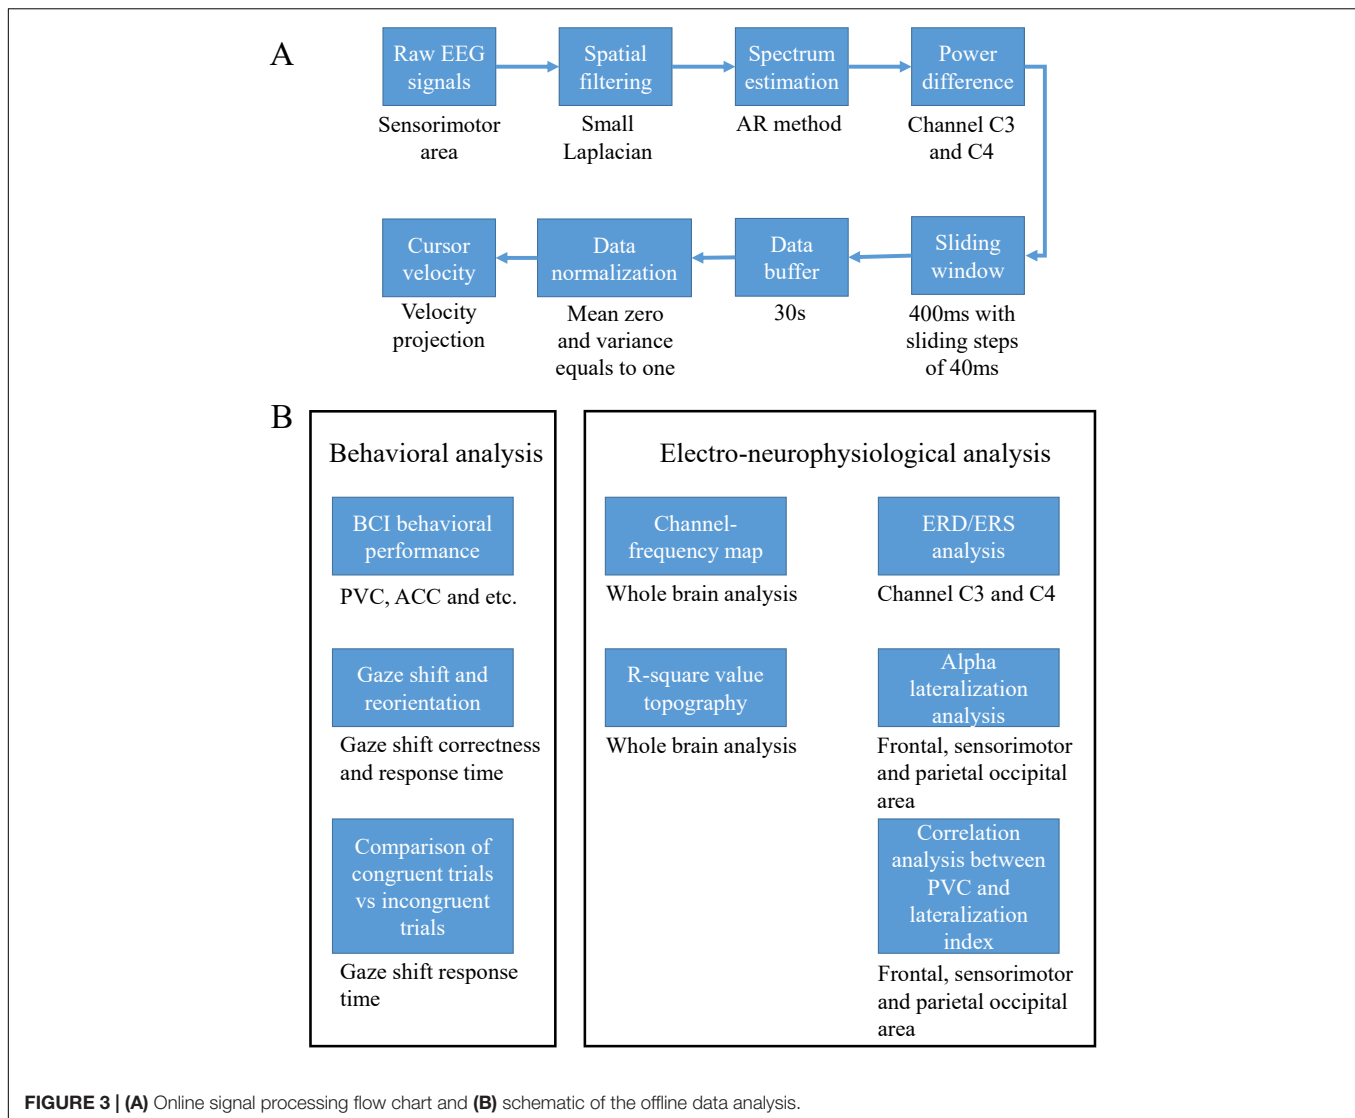 A
Raw EEG
signals
Sensorimotor
area
Spatial
filtering
Small
Laplacian
Spectrum
estimation
AR method
Power
difference
Channel C3
and C4
Cursor
velocity
Velocity
projection
Data
normalization
Mean zero
and variance
equals to one
Data
buffer
30s
Sliding
window
400ms with
sliding steps
of 40ms
B
Behavioral analysis
BCI behavioral
performance
PVC, ACC and etc.
Gaze shift and
reorientation
Gaze shift correctness
and response time
Comparison of
congruent trials
vs incongruent
trials
Gaze shift response
time
Electro-neurophysiological analysis
Channel-
frequency map
Whole brain analysis
R-square value
topography
Whole brain analysis
ERD/ERS
analysis
Channel C3 and C4
Alpha
lateralization
analysis
Frontal, sensorimotor
and parietal occipital
area
Correlation
analysis between
PVC and
lateralization
index
Frontal, sensorimotor
and parietal occipital
area
FIGURE 3 | (A) Online signal processing flow chart and (B) schematic of the offline data analysis.